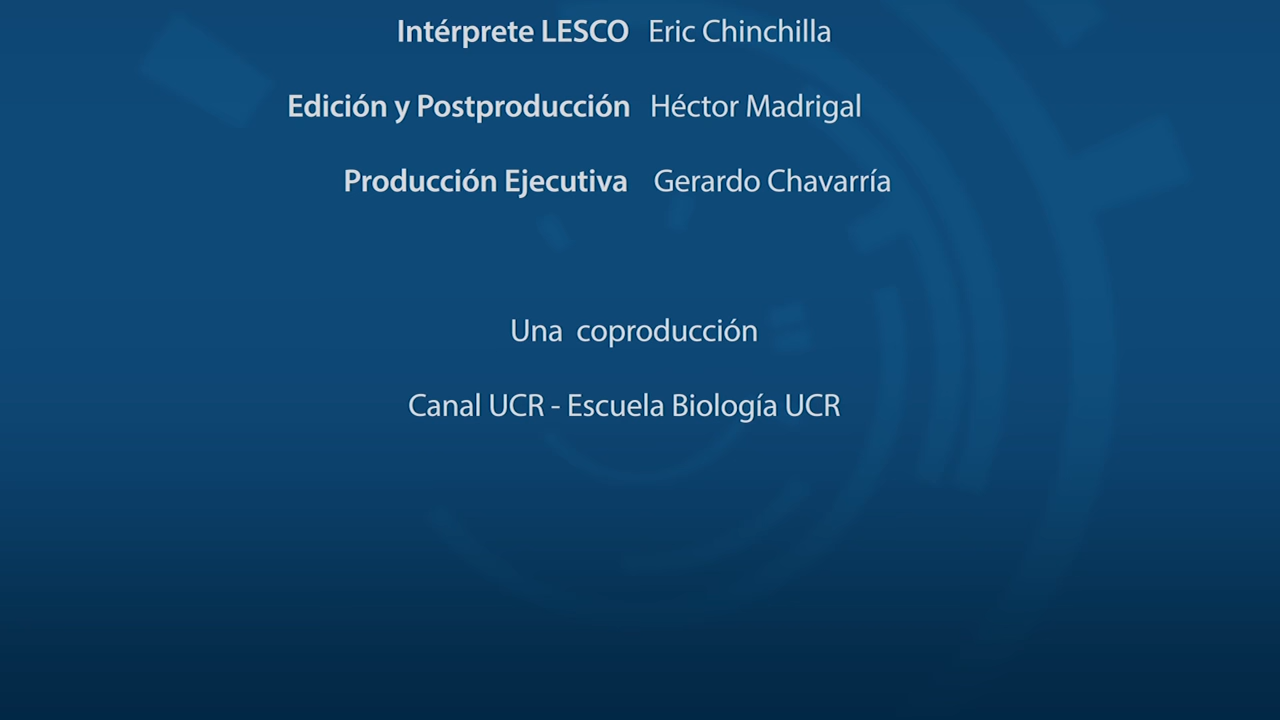 Intérprete LESCO Eric Chinchilla
Edición y Postproducción Héctor Madrigal
Producción Ejecutiva Gerardo Chavarría
Una coproducción
Canal UCR - Escuela Biología UCR